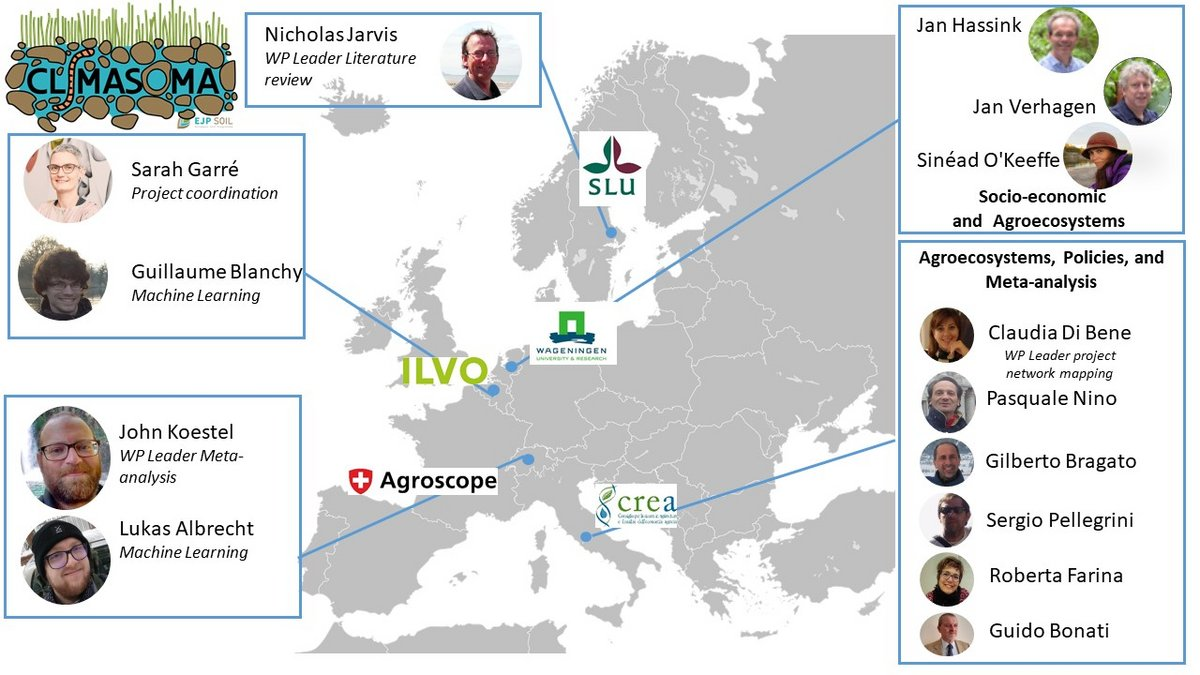 CLIMASOMA
EJP SOIL
Nicholas Jarvis
WP Leader Literature
review
Sarah Garré
Project coordination
Guillaume Blanchy
Machine Learning
John Koestel
WP Leader Meta-
analysis
Lukas Albrecht
Machine Learning
SLU
WAGENINGEN
UNIVERSITY & RESEARCH
ILVO
Agroscope
crea
Jan Hassink
Jan Verhagen
Sinéad O'Keeffe
Socio-economic
and Agroecosystems
Agroecosystems, Policies, and
Meta-analysis
Claudia Di Bene
WP Leader project
network mapping
Pasquale Nino
Gilberto Bragato
Sergio Pellegrini
Roberta Farina
Guido Bonati